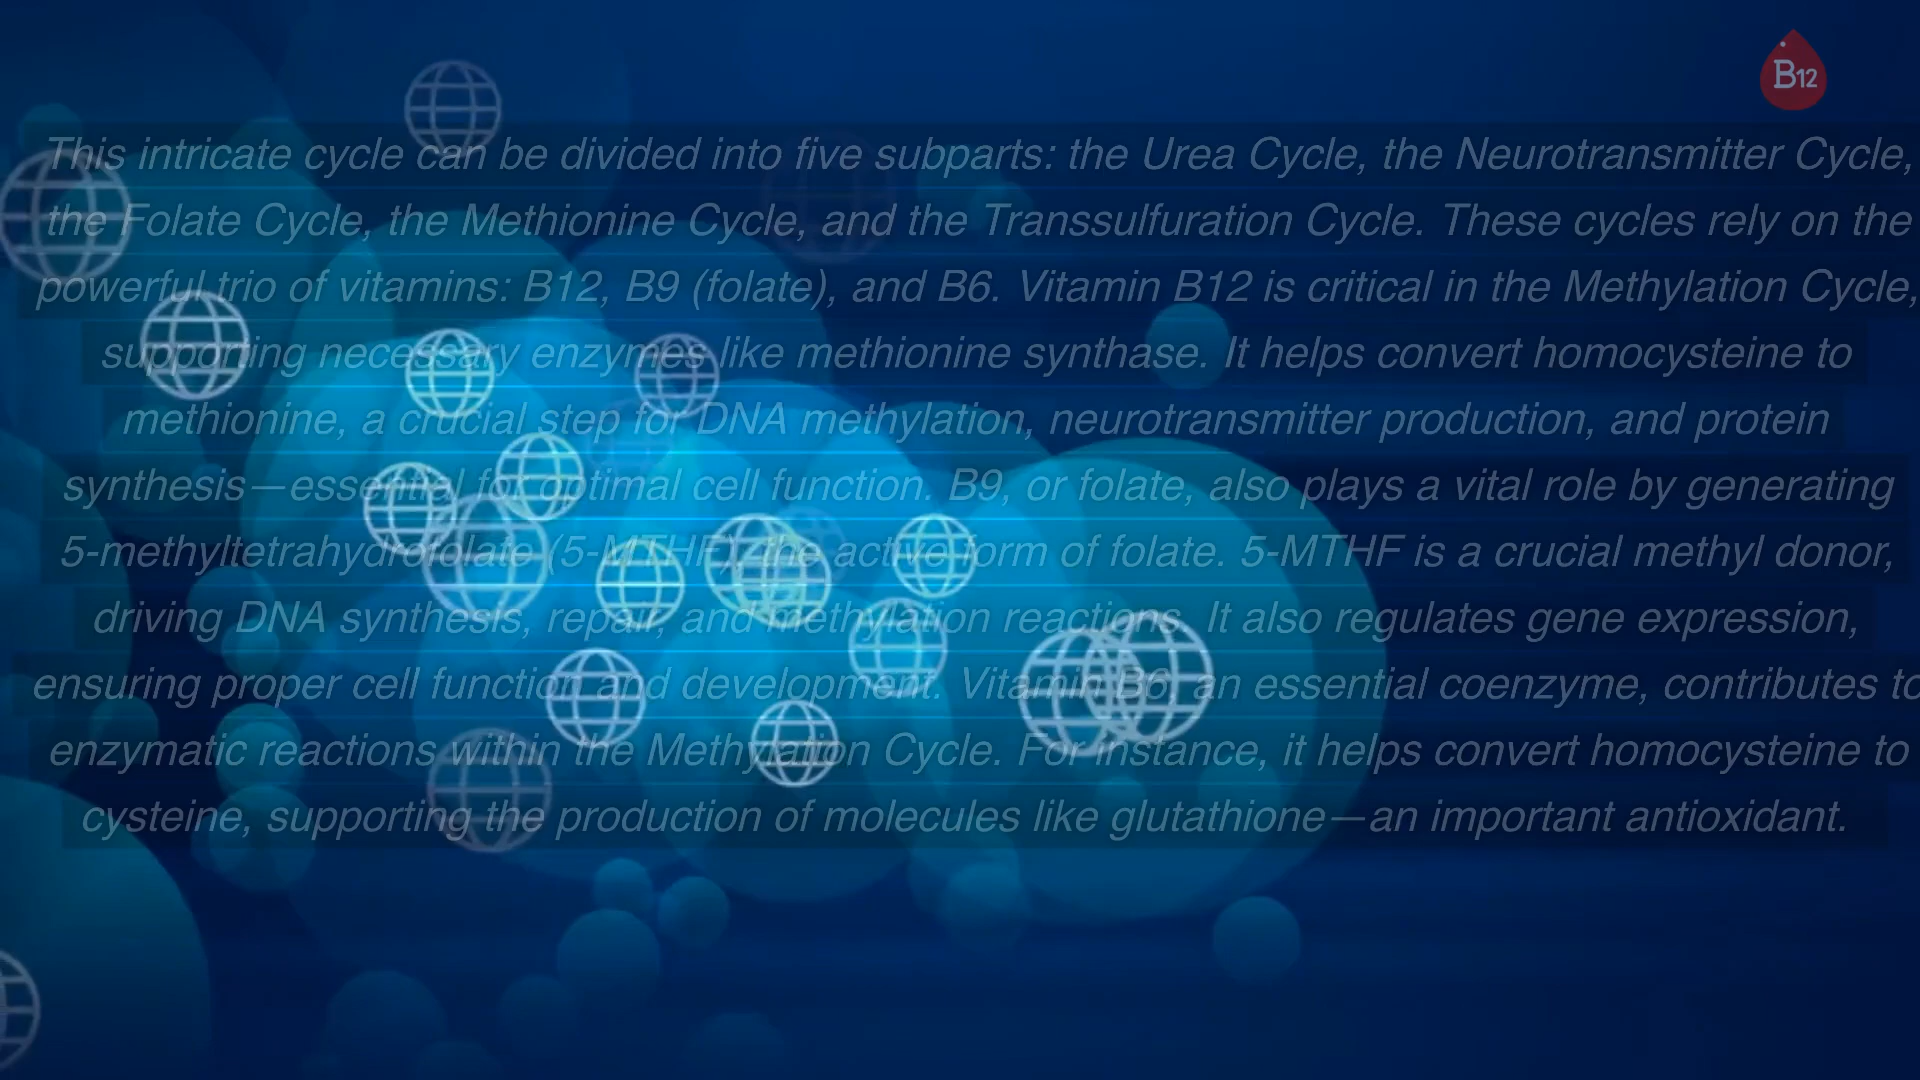 B12
This intricate cycle can be divided into five subparts: the Urea Cycle, the Neurotransmitter Cycle,
the Folate Cycle, the Methionine Cycle, and the Transsulfuration Cycle. These cycles rely on the
powerful trio of vitamins: B12, B9 (folate), and B6. Vitamin B12 is critical in the Methylation Cycle,
supporting necessary enzymes like methionine synthase. It helps convert homocysteine to
methionine, a crucial step for DNA methylation, neurotransmitter production, and protein
synthesis—essential for optimal cell function. B9, or folate, also plays a vital role by generating
5-methyltetrahydrofolate (5-MTHF), the active form of folate. 5-MTHF is a crucial methyl donor,
driving DNA synthesis, repair, and methylation reactions. It also regulates gene expression,
ensuring proper cell function and development. Vitamin B6, an essential coenzyme, contributes to
enzymatic reactions within the Methylation Cycle. For instance, it helps convert homocysteine to
cysteine, supporting the production of molecules like glutathione—an important antioxidant.